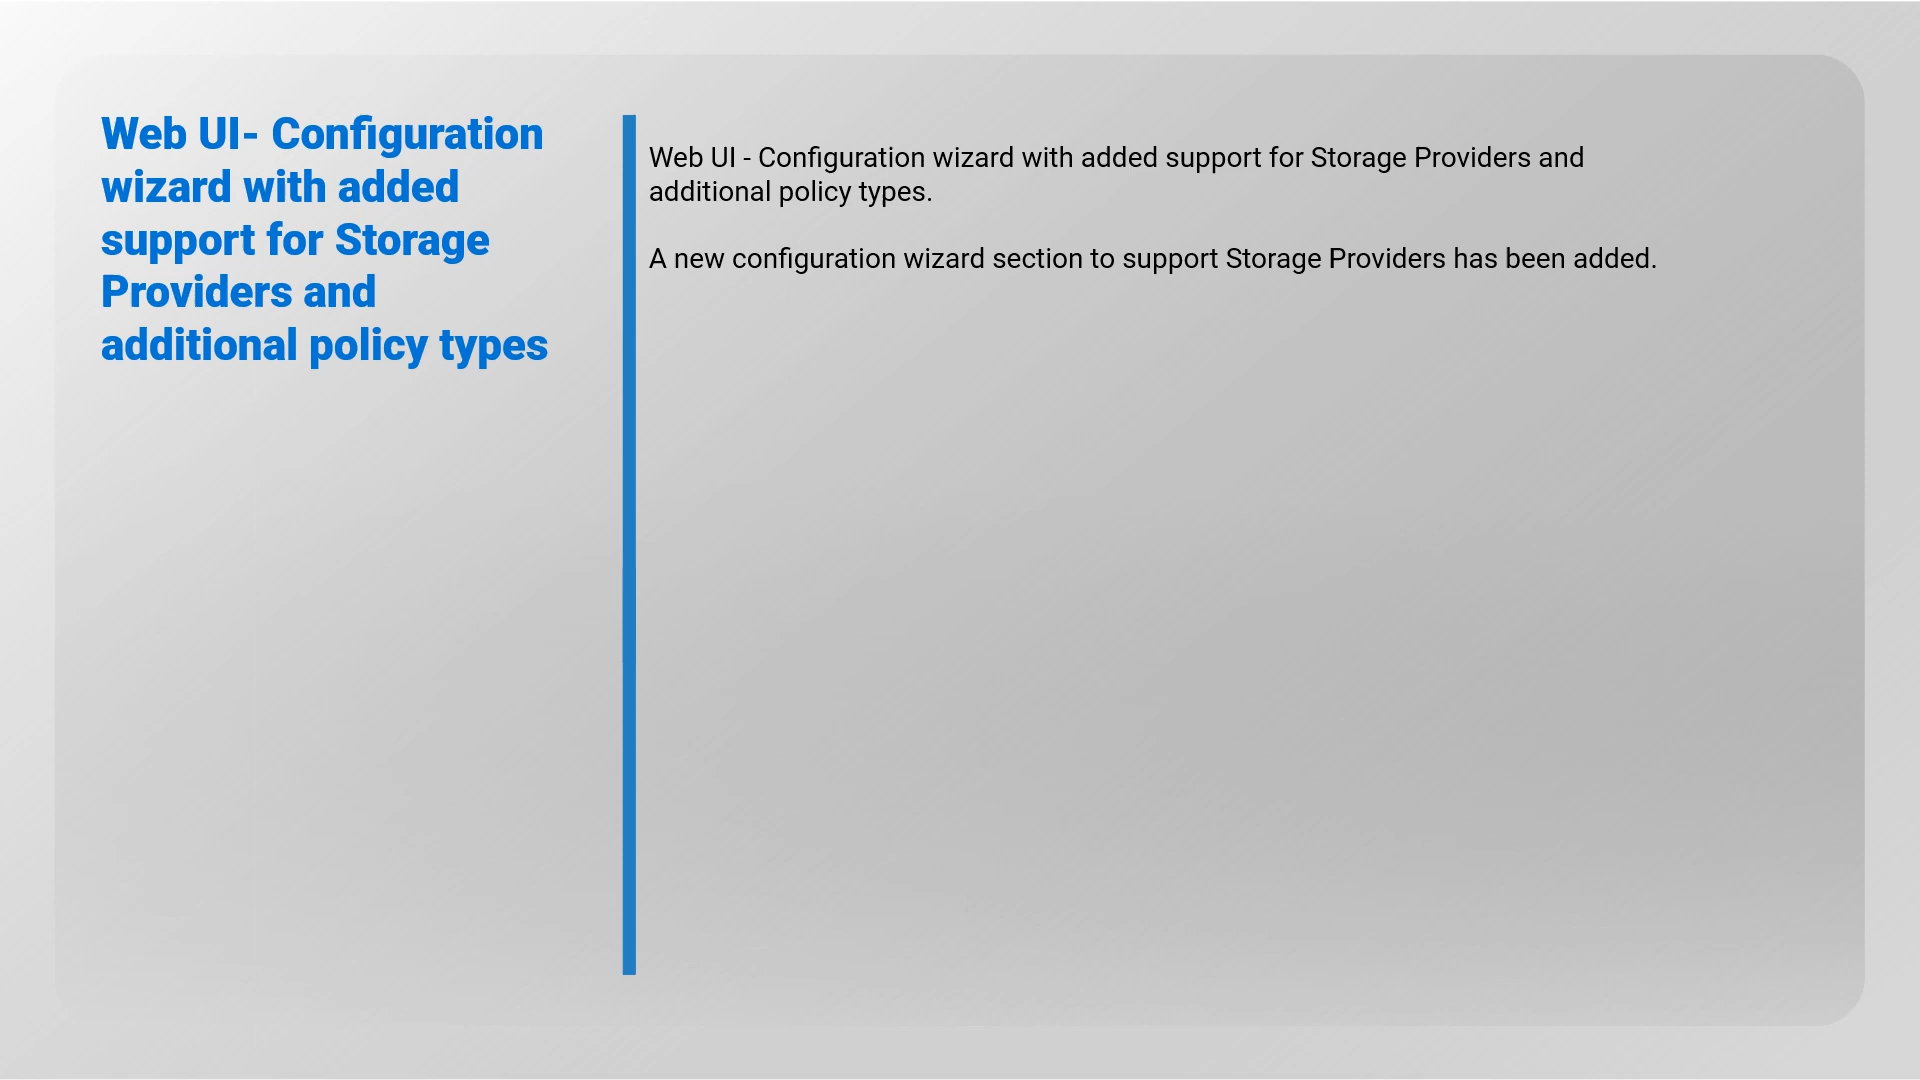 Web UI- Configuration
wizard with added
support for Storage
Providers and
additional policy types
Web UI - Configuration wizard with added support for Storage Providers and
additional policy types.
A new configuration wizard section to support Storage Providers has been added.